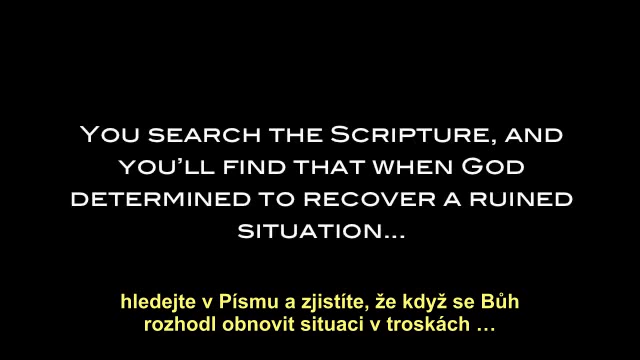 You search the Scripture, and
you’ll find that when God
determined to recover a ruined
situation...
hledejte v Písmu a zjistíte, že když se Bůh
rozhodl obnovit situaci v troskách …